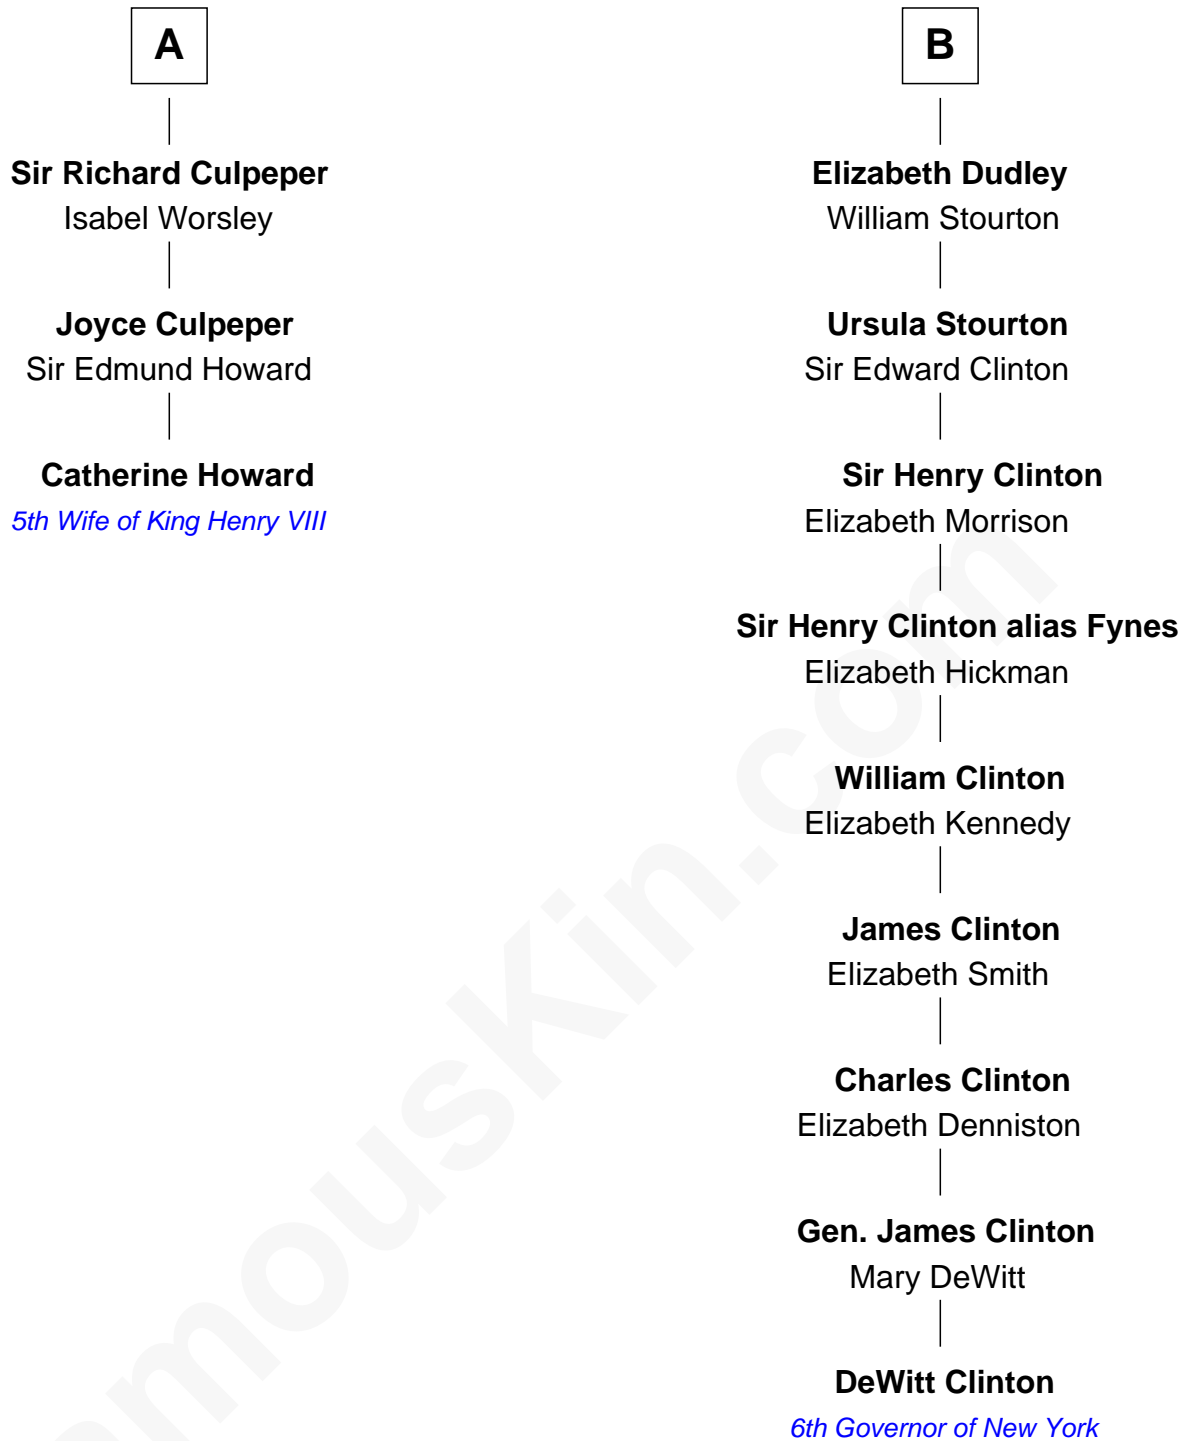 A
Sir Richard Culpeper
Isabel Worsley
Joyce Culpeper
Sir Edmund Howard
Catherine Howard
5th Wife of King Henry VIII
B
Elizabeth Dudley
William Stourton
Ursula Stourton
Sir Edward Clinton
Sir Henry Clinton
Elizabeth Morrison
Sir Henry Clinton alias Fynes
Elizabeth Hickman
William Clinton
Elizabeth Kennedy
James Clinton
Elizabeth Smith
Charles Clinton
Elizabeth Denniston
Gen. James Clinton
Mary DeWitt
DeWitt Clinton
6th Governor of New York
amousKin.com